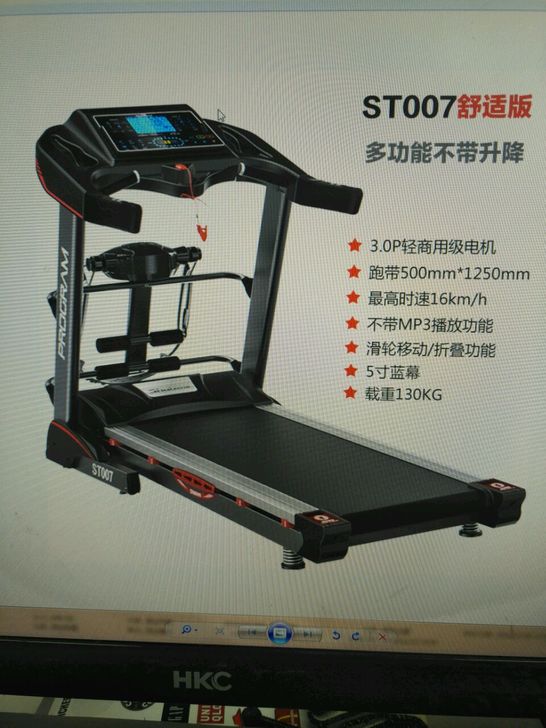 ST007舒适版
多功能不带升降
3.0P轻商用级电机
跑带500mm*1250mm
最高时速16km/h
不带MP3播放功能
滑轮移动/折叠功能
5寸蓝幕
载重130KG
PROGRAM
ST007
HKC
GAP
UNI
QLO